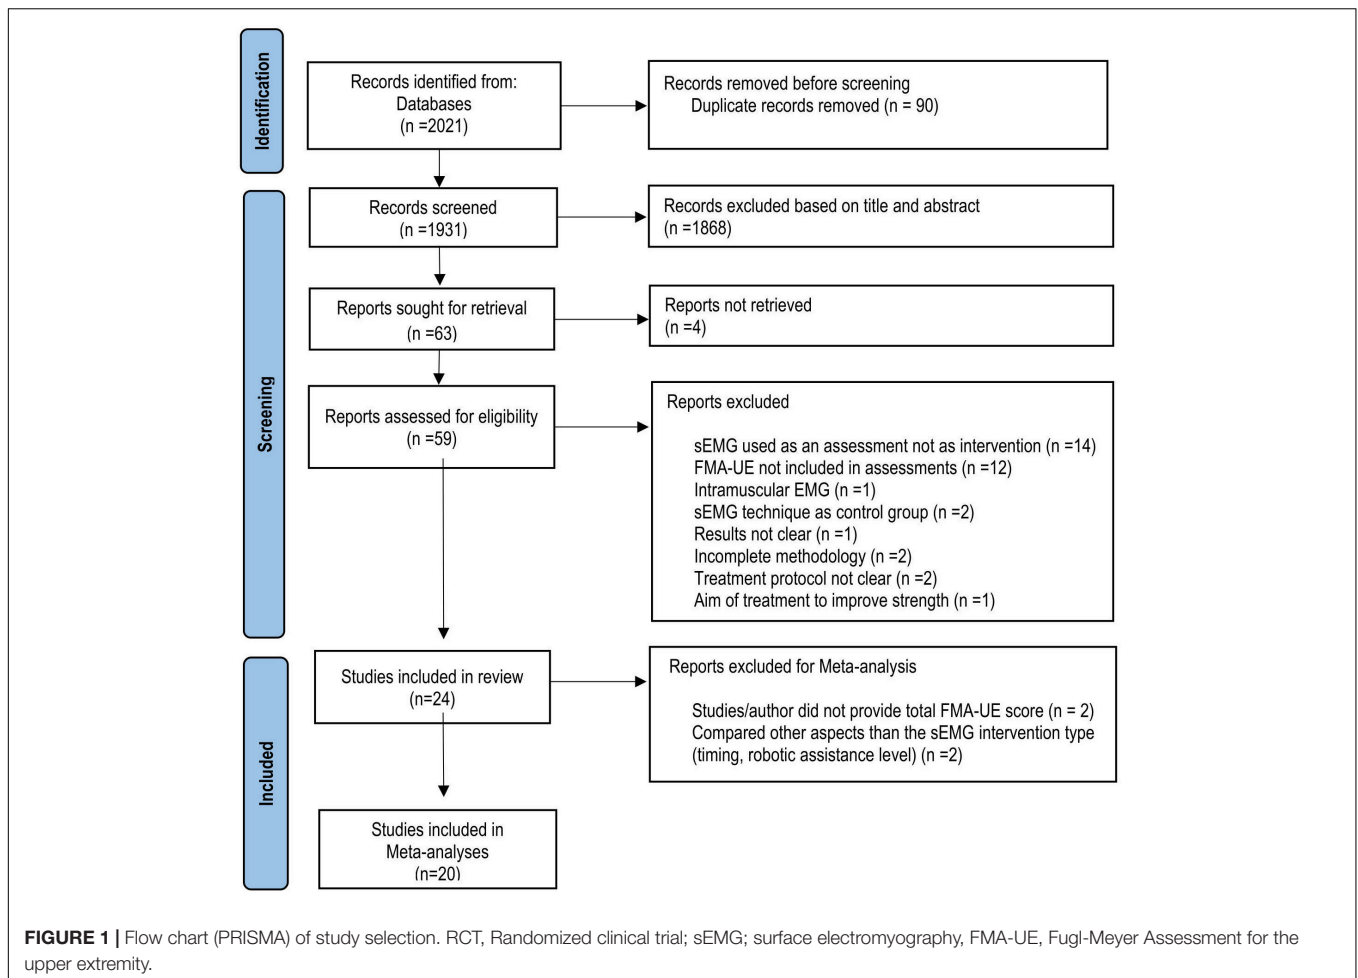 Identification
Records identified from:
Databases
(n =2021)
Records removed before screening
Duplicate records removed (n = 90)
Screening
Records screened
(n =1931)
Records excluded based on title and abstract
(n =1868)
Reports sought for retrieval
(n =63)
Reports not retrieved
(n =4)
Reports assessed for eligibility
(n =59)
Reports excluded
sEMG used as an assessment not as intervention (n =14)
FMA-UE not included in assessments (n =12)
Intramuscular EMG (n =1)
sEMG technique as control group (n =2)
Results not clear (n =1)
Incomplete methodology (n =2)
Treatment protocol not clear (n =2)
Aim of treatment to improve strength (n =1)
Included
Studies included in review
(n=24)
Reports excluded for Meta-analysis
Studies/author did not provide total FMA-UE score (n = 2)
Compared other aspects than the sEMG intervention type
(timing, robotic assistance level) (n =2)
Studies included in
Meta-analyses
(n=20)
FIGURE 1 | Flow chart (PRISMA) of study selection. RCT, Randomized clinical trial; sEMG; surface electromyography, FMA-UE, Fugl-Meyer Assessment for the
upper extremity.